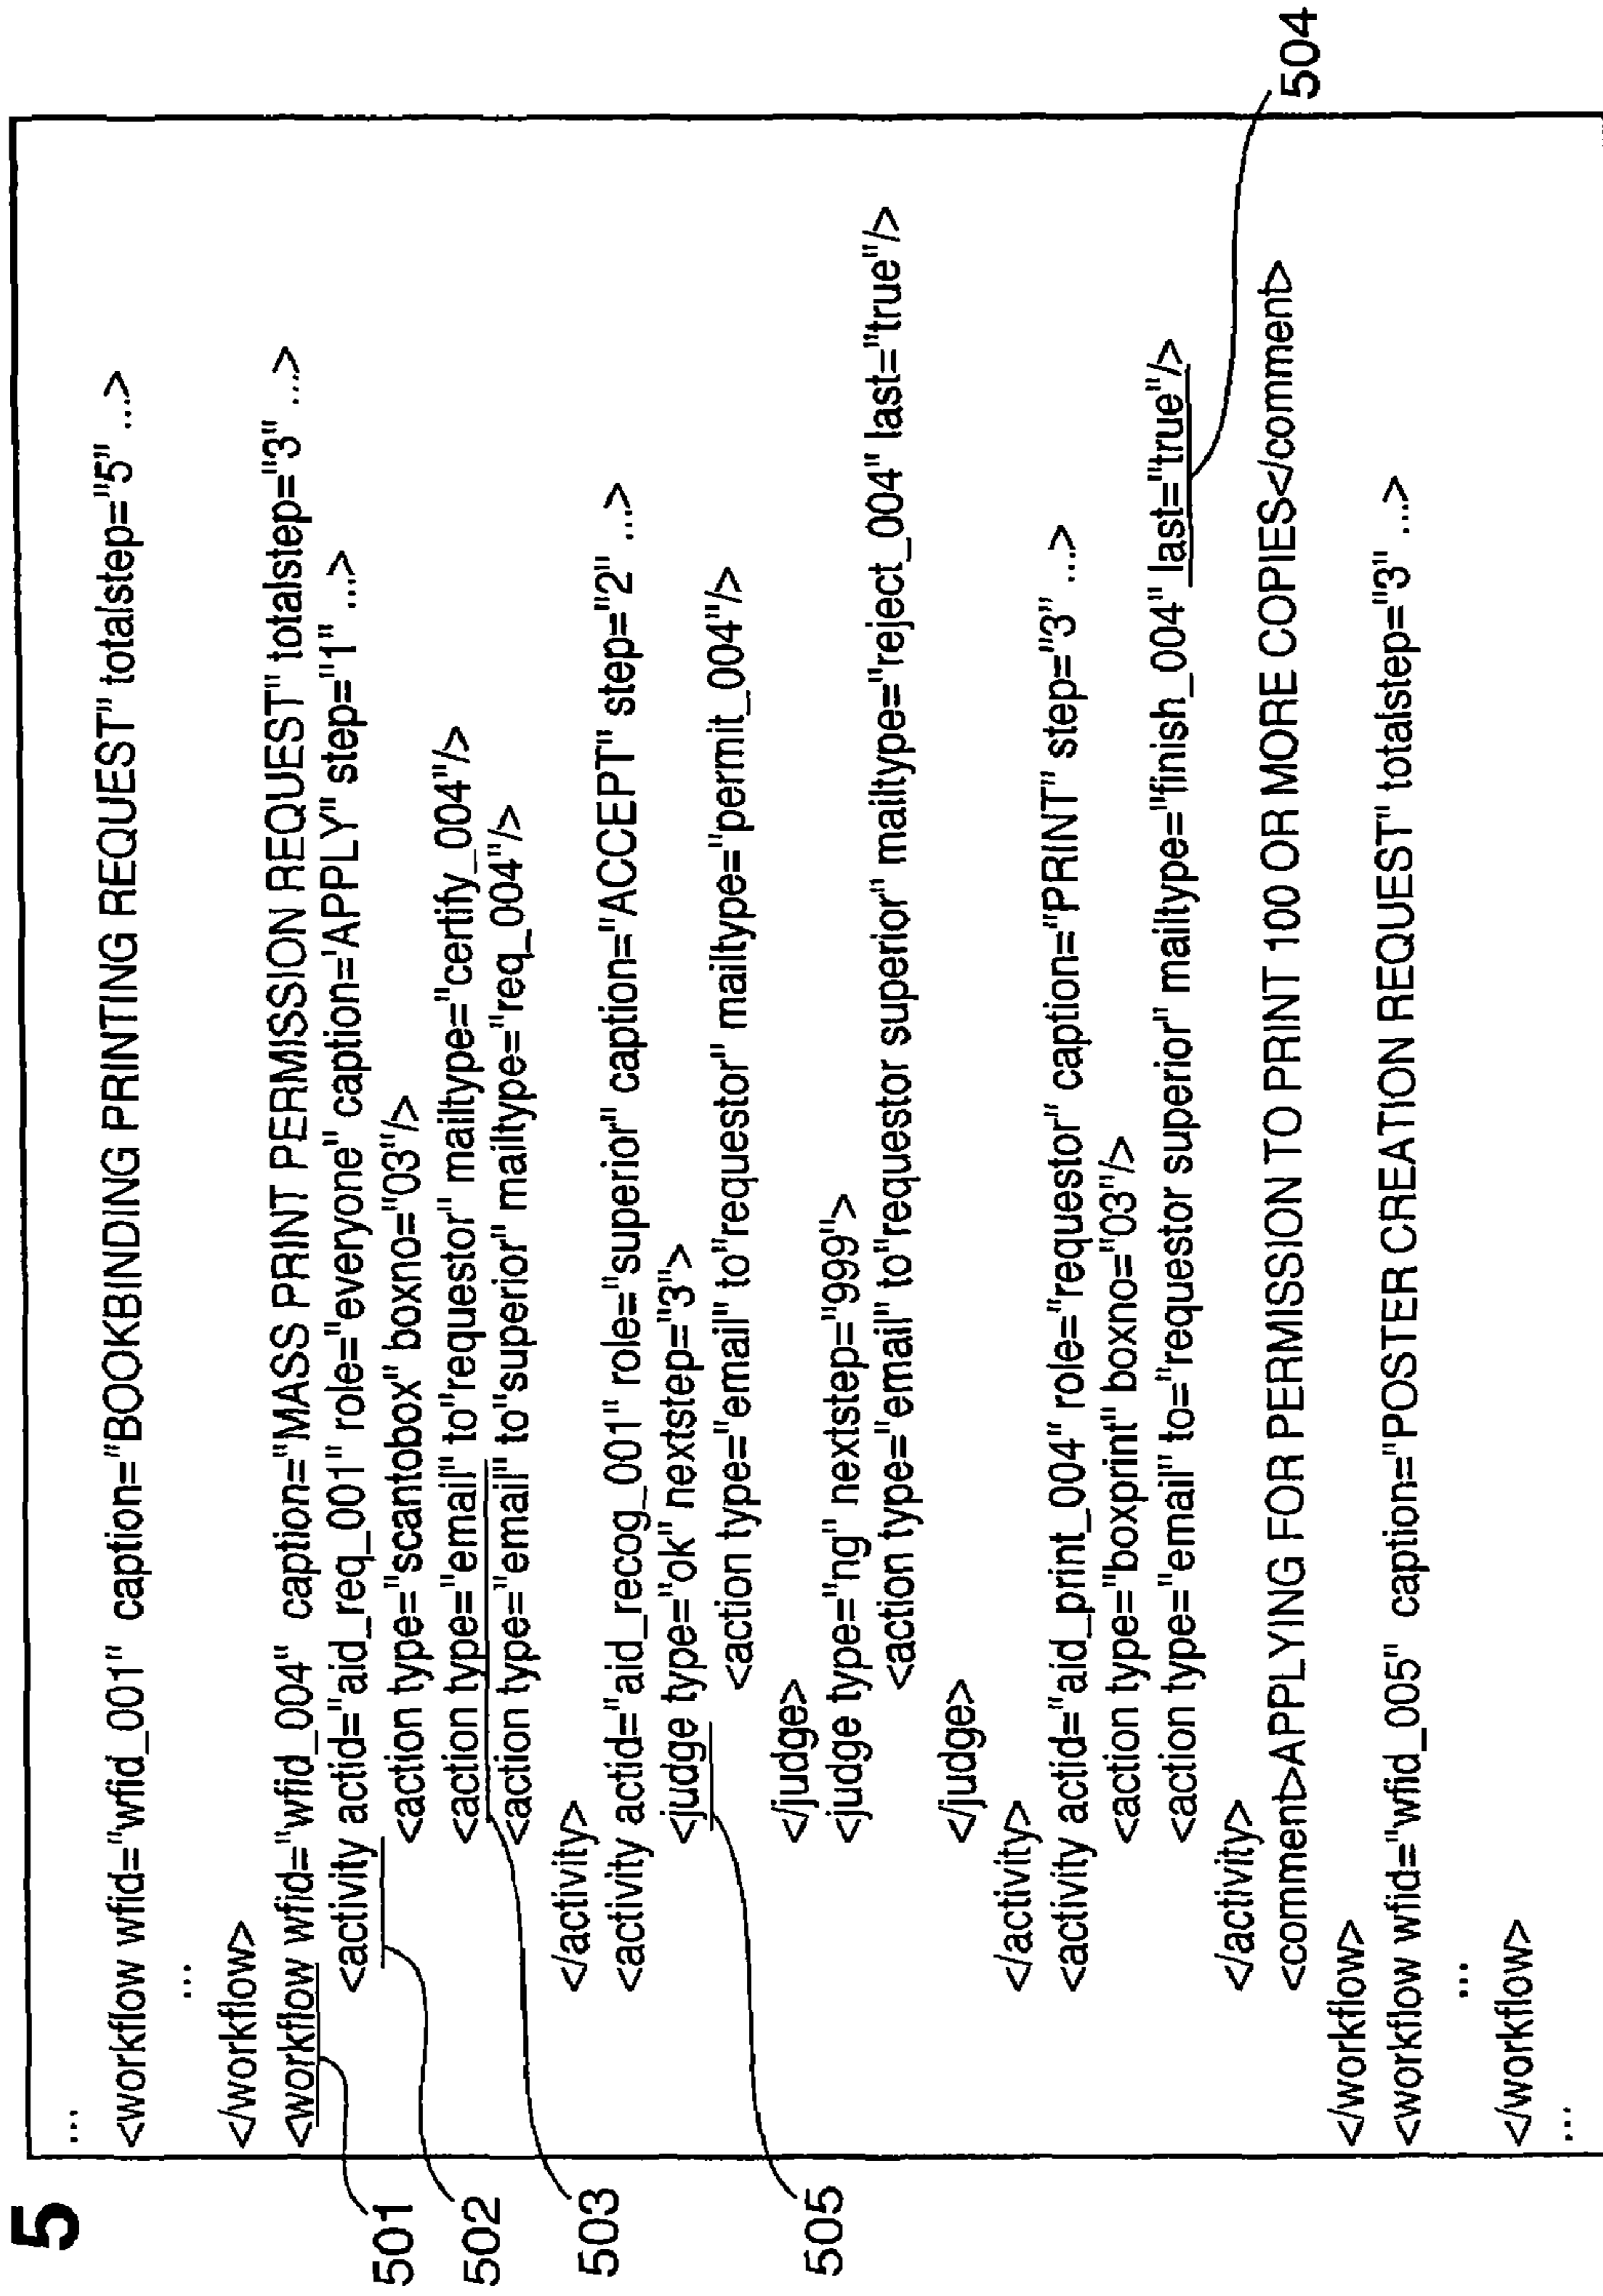 5
...
<workflow wfid="wfid_001" caption="BOOKBINDING PRINTING REQUEST" totalstep="5" ...>
...
</workflow>
<workflow wfid="wfid_004" caption="MASS PRINT PERMISSION REQUEST" totalstep="3" ...>
<activity actid="aid_req_001" role="everyone" caption='APPLY" step="1" ...>
<action type="scantobox" boxno="03"/>
<action type="email" to"requestor" mailtype="certify_004"/>
<action type="email" to"superior" mailtype="req_004"/>
</activity>
<activity actid="aid_recog_001" role="superior" caption="ACCEPT" step="2" ...>
<judge type="ok" nextstep="3">
<action type="email" to"requestor" mailtype="permit_004"/>
</judge>
<judge type="ng" nextstep="999">
<action type="email" to"requestor superior" mailtype="reject_004" last="true"/>
</judge>
</activity>
<activity actid="aid_print_004" role="requestor" caption="PRINT" step="3" ...>
<action type="boxprint" boxno="03"/>
<action type="email" to="requestor superior" mailtype="finish_004" last="true"/>
</activity>
<comment>APPLYING FOR PERMISSION TO PRINT 100 OR MORE COPIES</comment>
</workflow>
<workflow wfid="wfid_005" caption="POSTER CREATION REQUEST" totalstep="3" ...>
...
</workflow>
...
501
502
503
505
504